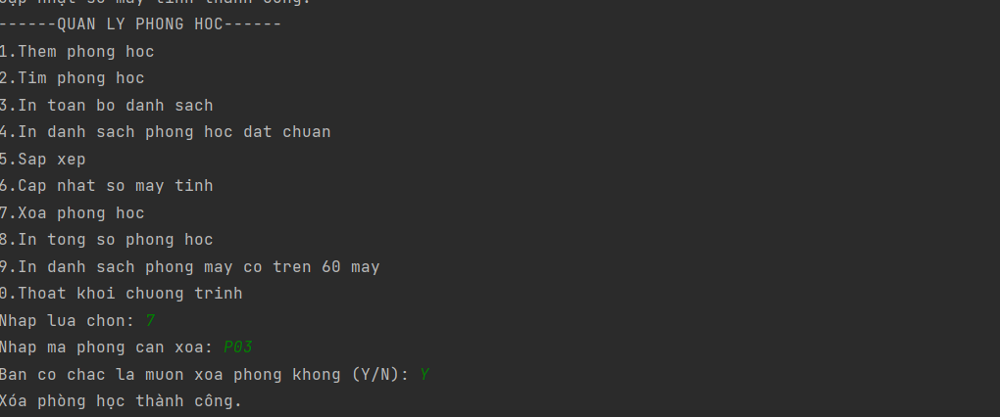 ------QUAN LY PHONG HOC------
1.Them phong hoc
2.Tim phong hoc
3.In toan bo danh sach
4.In danh sach phong hoc dat chuan
5.Sap xep
6.Cap nhat so may tinh
7.Xoa phong hoc
8.In tong so phong hoc
9.In danh sach phong may co tren 60 may
0.Thoat khoi chuong trinh
Nhap lua chon: 7
Nhap ma phong can xoa: P03
Ban co chac la muon xoa phong khong (Y/N): Y
Xóa phòng học thành công.